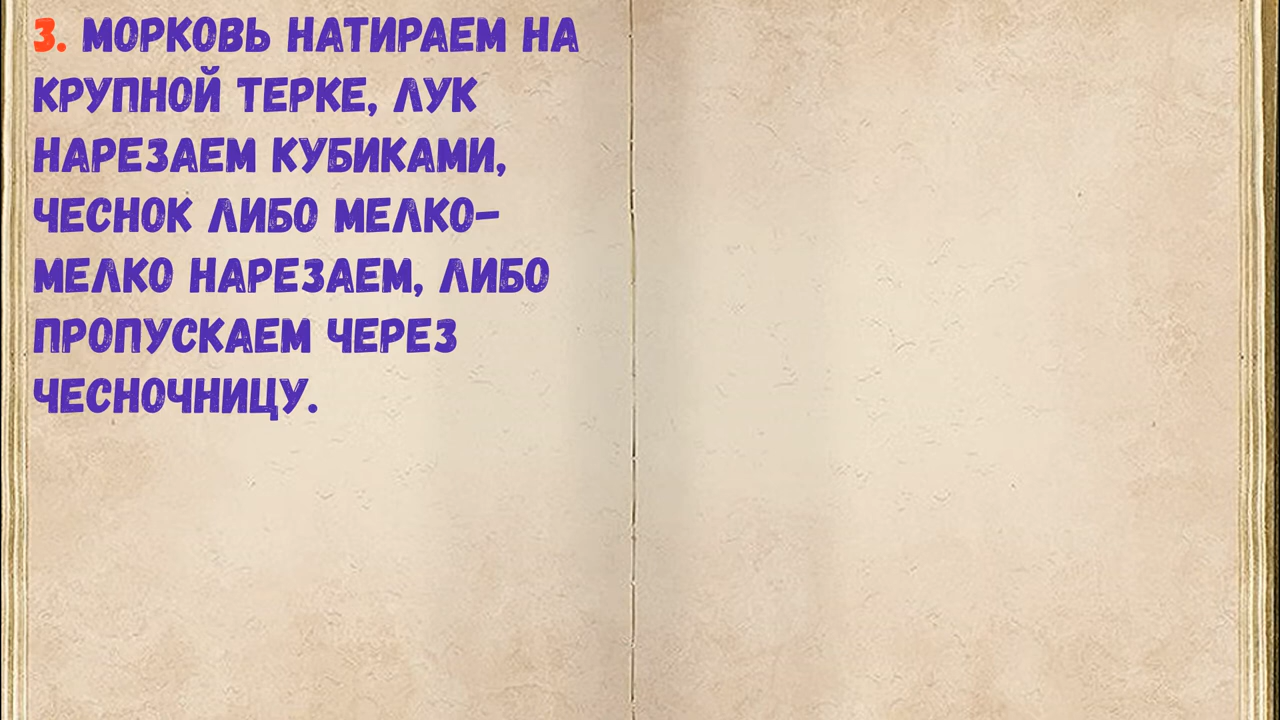 3. МОРКОВЬ НАТИРАЕМ НА
КРУПНОЙ ТЕРКЕ, ЛУК
НАРЕЗАЕМ КУБИКАМИ,
ЧЕСНОК ЛИБО МЕЛКО-
МЕЛКО НАРЕЗАЕМ, ЛИБО
ПРОПУСКАЕМ ЧЕРЕЗ
ЧЕСНОЧНИЦУ.